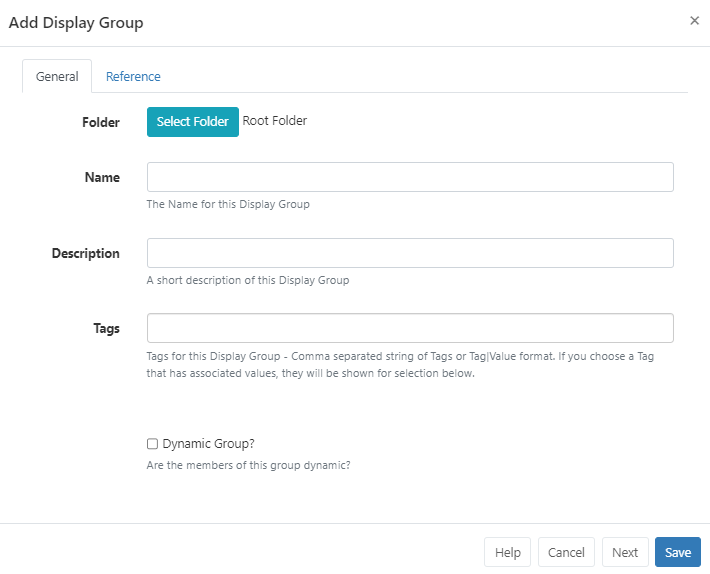 Add Display Group ×
General Reference
Folder Select Folder Root Folder
Name
The Name for this Display Group
Description
A short description of this Display Group
Tags
Tags for this Display Group - Comma separated string of Tags or Tag|Value format. If you choose a Tag
that has associated values, they will be shown for selection below.
Dynamic Group?
Are the members of this group dynamic?
Help Cancel Next Save